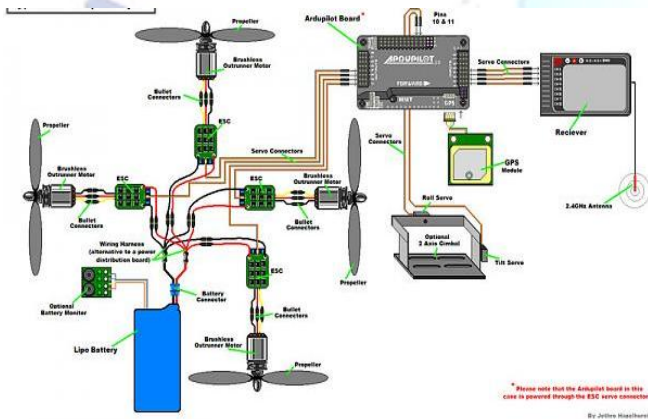 Propeller
Ardupilot Board *
Pins
10 & 11
Brushless
Outrunner Motor
Servo Connectors
ARDUPILOT
FORWARD
GPS
Bullet
Connectors
ESC
Propeller
Servo Connectors
Servo
Connectors
Reciever
GPS
Module
Brushless
Outrunner Motor
ESC
ESC
Brushless
Outrunner Motor
2.4GHz Antenna
Roll Servo
Bullet
Connectors
Bullet
Connectors
Optional
2 Axis Gimbal
Wiring Harness
(alternative to a power
distribution board)
ESC
Tilt Servo
Propeller
Battery
Connector
Optional
Battery Monitor
Bullet
Connectors
Brushless
Outrunner Motor
Lipo Battery
Propeller
* Please note that the Ardupilot board in this
case is powered through the ESC servo connector